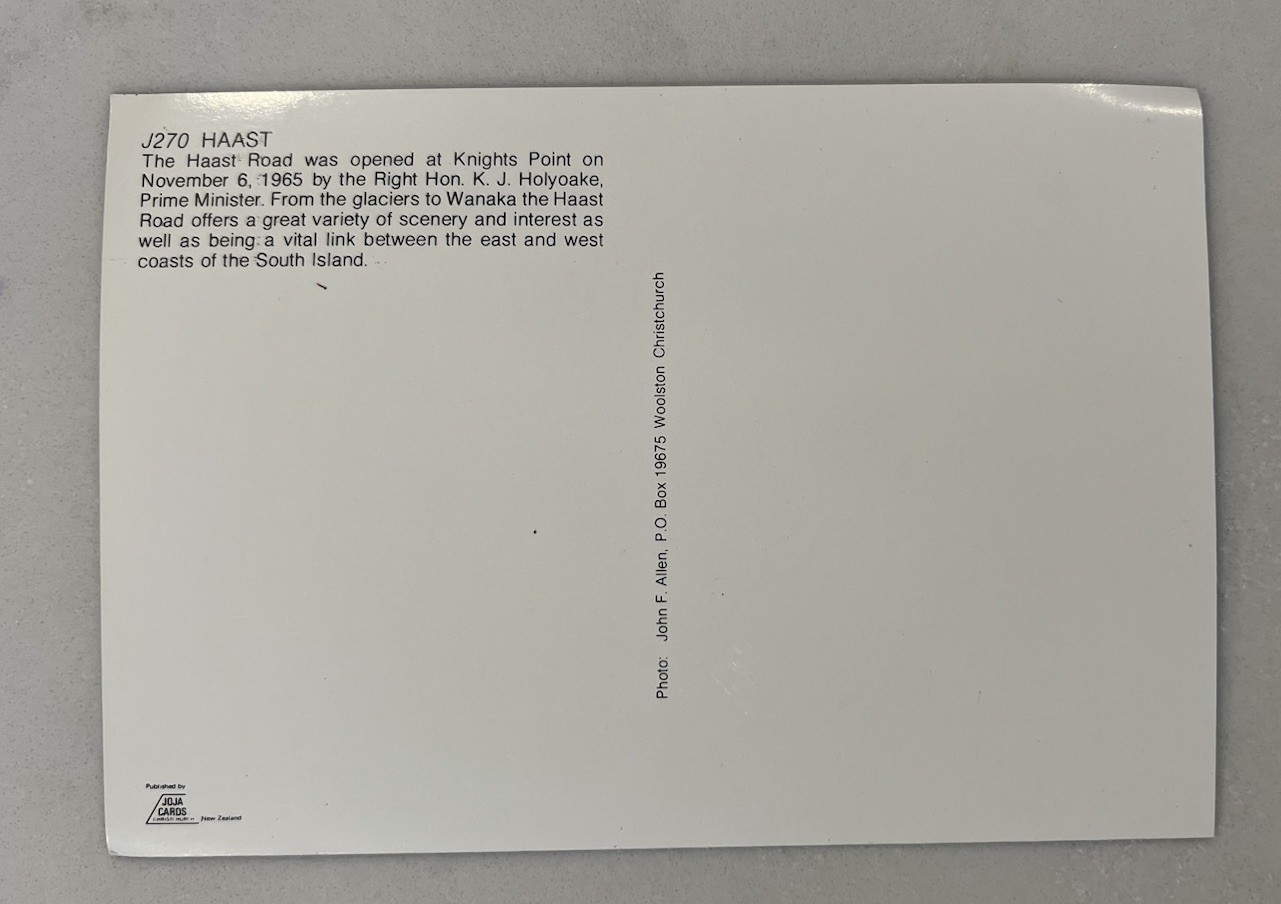 J270 HAAST
The Haast Road was opened at Knights Point on
November 6, 1965 by the Right Hon. K. J. Holyoake,
Prime Minister. From the glaciers to Wanaka the Haast
Road offers a great variety of scenery and interest as
well as being a vital link between the east and west
coasts of the South Island.
Photo: John F. Allen, P.O. Box 19675 Woolston Christchurch
Published by
JOJA
CARDS
CHRISTCHURCH New Zealand